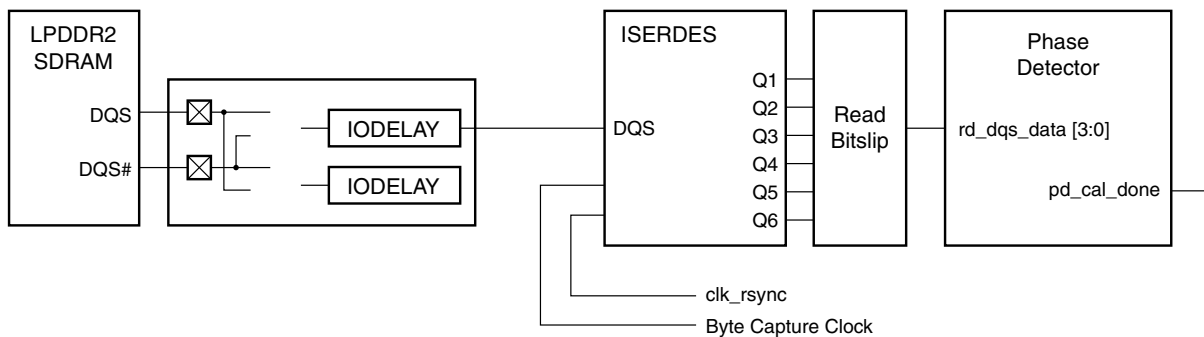 LPDDR2
SDRAM
DQS
DQS#
IODELAY
IODELAY
ISERDES
DQS
Q1
Q2
Q3
Q4
Q5
Q6
clk_rsync
Byte Capture Clock
Read
Bitslip
Phase
Detector
rd_dqs_data [3:0]
pd_cal_done